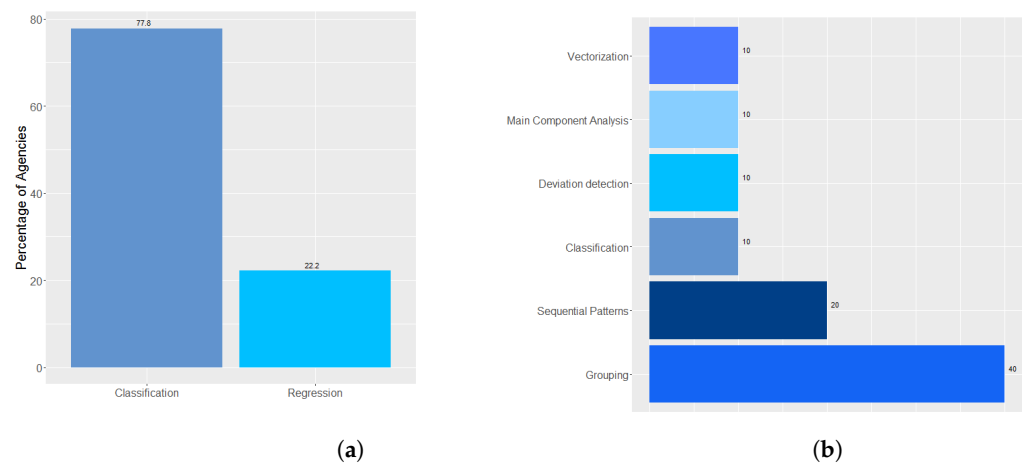 Percentage of Agencies
80
60
40
20
0
77.8
22.2
Classification
Regression
(a)
Vectorization
10
Main Component Analysis
10
Deviation detection
10
Classification
10
Sequential Patterns
20
Grouping
40
(b)